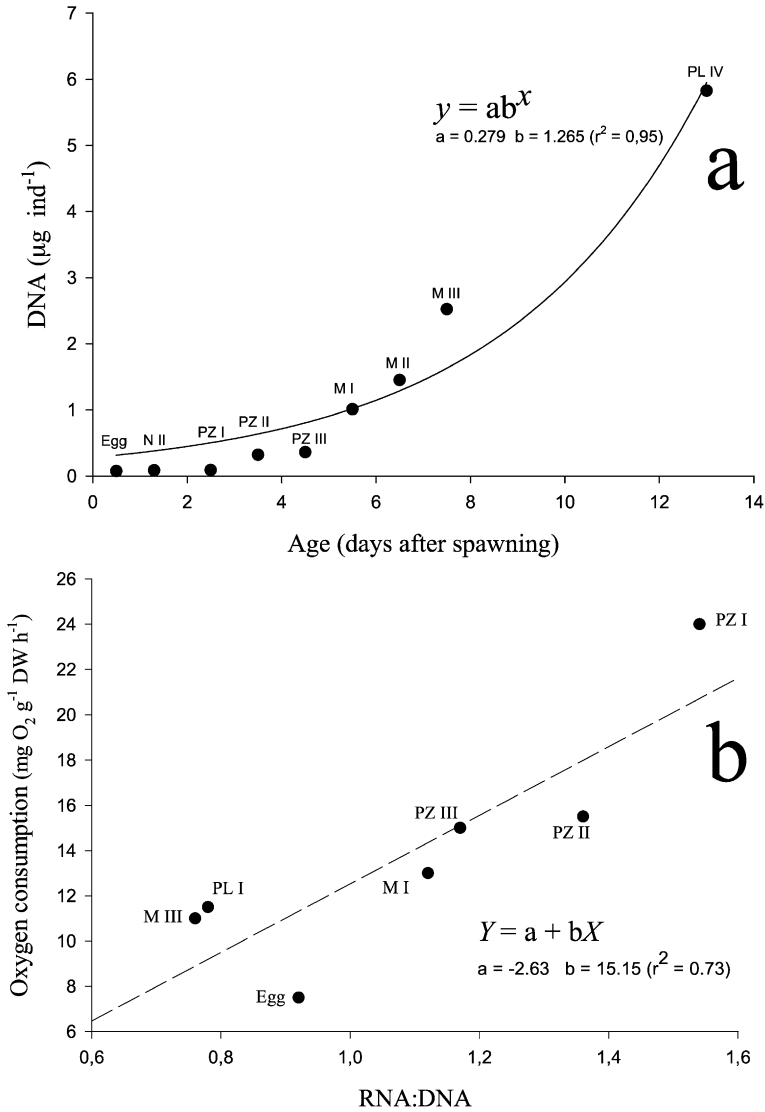 7
PL IV
6
y = abˣ
a = 0.279 b = 1.265 (r² = 0,95)
5
a
4
DNA (µg ind⁻¹)
3
M III
2
M II
M I
1
Egg N II PZ I PZ II PZ III
0
0 2 4 6 8 10 12 14
Age (days after spawning)
26
24
PZ I
22
20
b
18
Oxygen consumption (mg O₂ g⁻¹ DW h⁻¹)
16
PZ III
PZ II
14
M I
12
PL I
M III
10
Y = a + bX
a = -2.63 b = 15.15 (r² = 0.73)
8
Egg
6
0,6 0,8 1,0 1,2 1,4 1,6
RNA:DNA